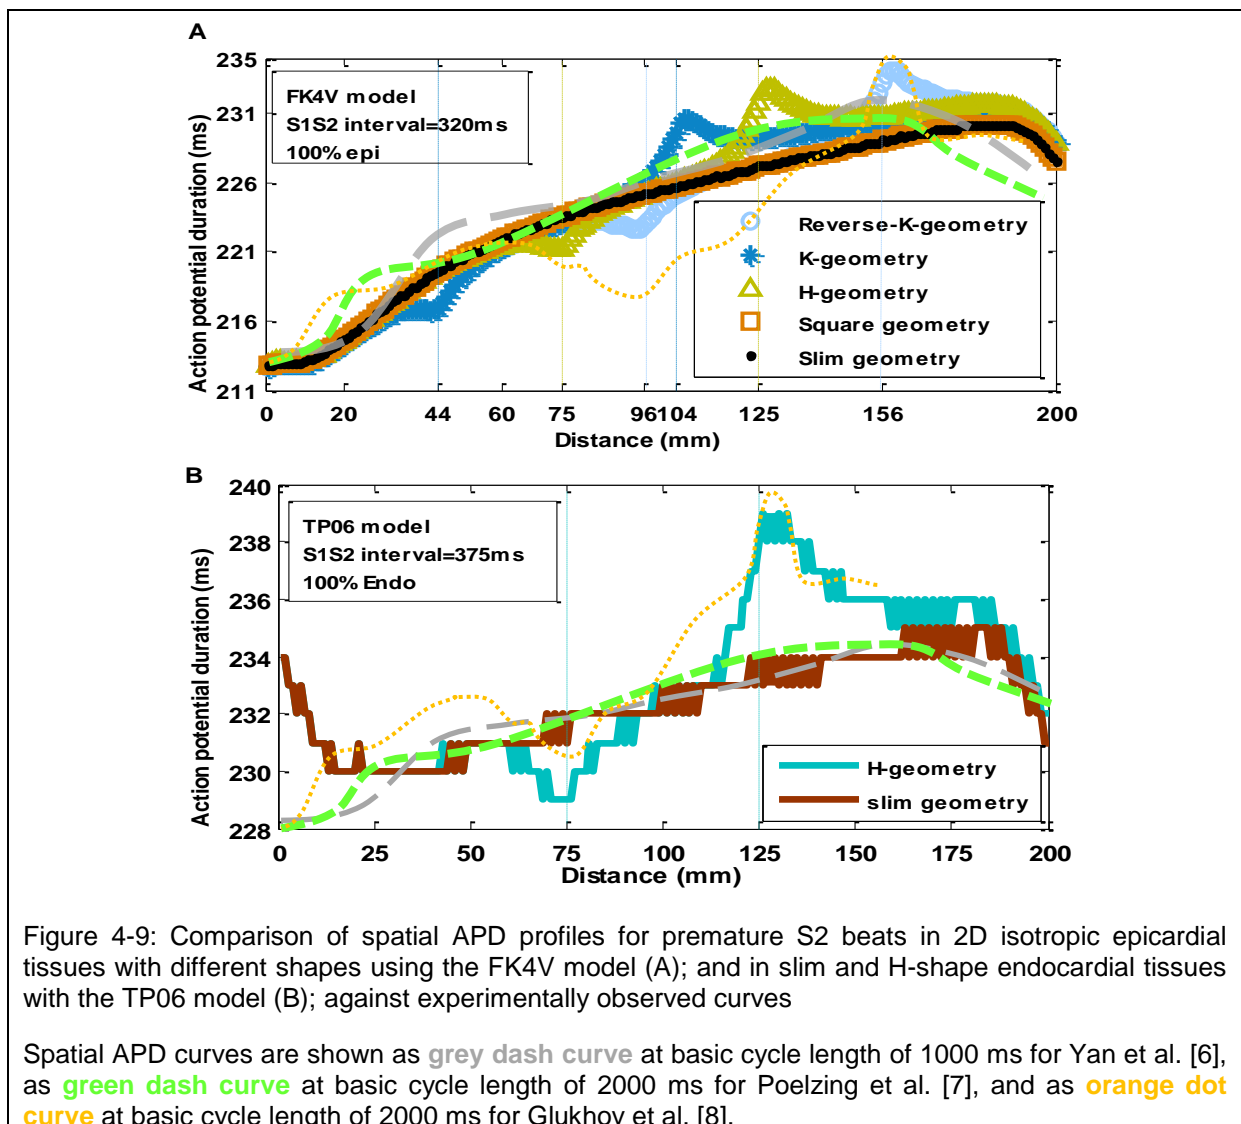 A
235
231
226
221
216
211
Action potential duration (ms)
FK4V model
S1S2 interval=320ms
100% epi
Reverse-K-geometry
K-geometry
H-geometry
Square geometry
Slim geometry
0 20 44 60 75 96 104 125 156 200
Distance (mm)
B
240
238
236
234
232
230
228
Action potential duration (ms)
TP06 model
S1S2 interval=375ms
100% Endo
H-geometry
slim geometry
0 25 50 75 100 125 150 175 200
Distance (mm)
Figure 4-9: Comparison of spatial APD profiles for premature S2 beats in 2D isotropic epicardial
tissues with different shapes using the FK4V model (A); and in slim and H-shape endocardial tissues
with the TP06 model (B); against experimentally observed curves
Spatial APD curves are shown as grey dash curve at basic cycle length of 1000 ms for Yan et al. [6],
as green dash curve at basic cycle length of 2000 ms for Poelzing et al. [7], and as orange dot
curve at basic cycle length of 2000 ms for Glukhov et al. [8].